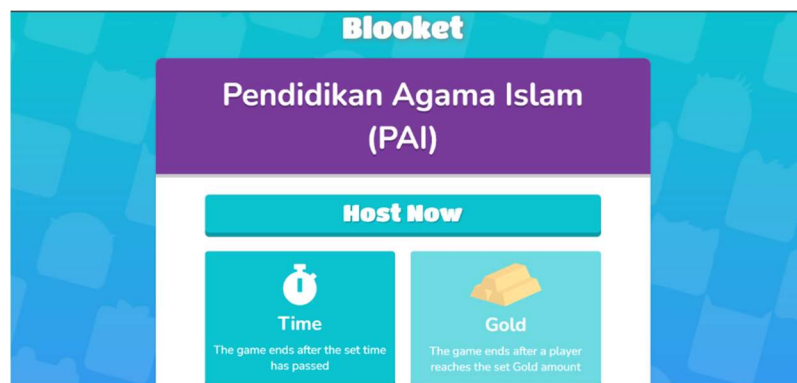 Blooket
Pendidikan Agama Islam
(PAI)
Host Now
Time
The game ends after the set time
has passed
Gold
The game ends after a player
reaches the set Gold amount